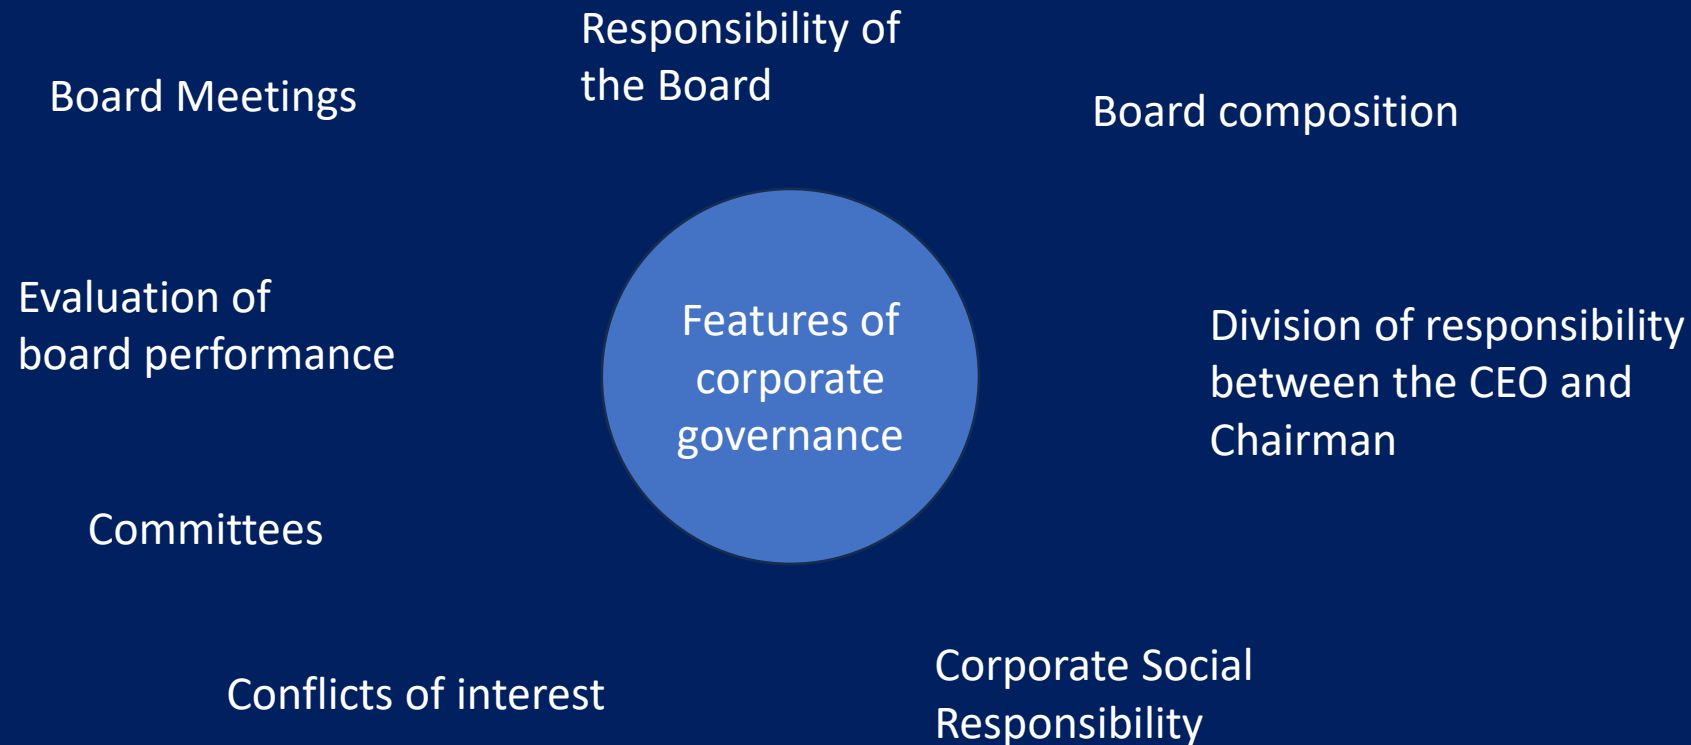 Responsibility of
the Board
Board Meetings
Board composition
Evaluation of
board performance
Features of
corporate
governance
Division of responsibility
between the CEO and
Chairman
Committees
Conflicts of interest
Corporate Social
Responsibility